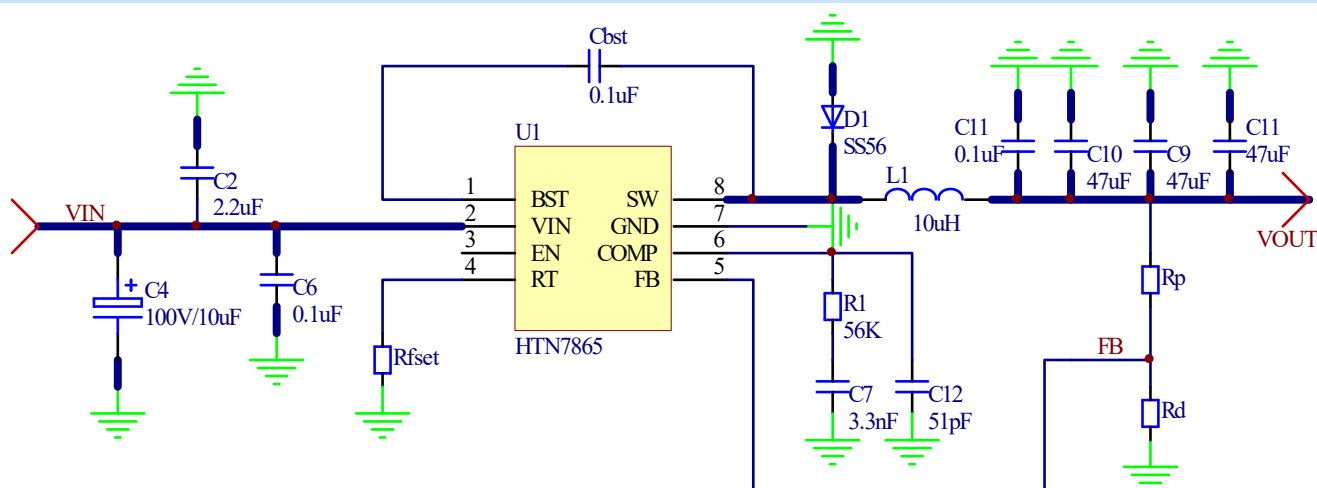 Cbst
0.1uF
U1
1 BST SW 8
2 VIN GND 7
3 EN COMP 6
4 RT FB 5
HTN7865
C2
2.2uF
VIN
+
C4
100V/10uF
C6
0.1uF
Rfset
D1
SS56
L1
10uH
C11
0.1uF
C10
47uF
C9
47uF
C11
47uF
VOUT
R1
56K
C7
3.3nF
C12
51pF
Rp
FB
Rd